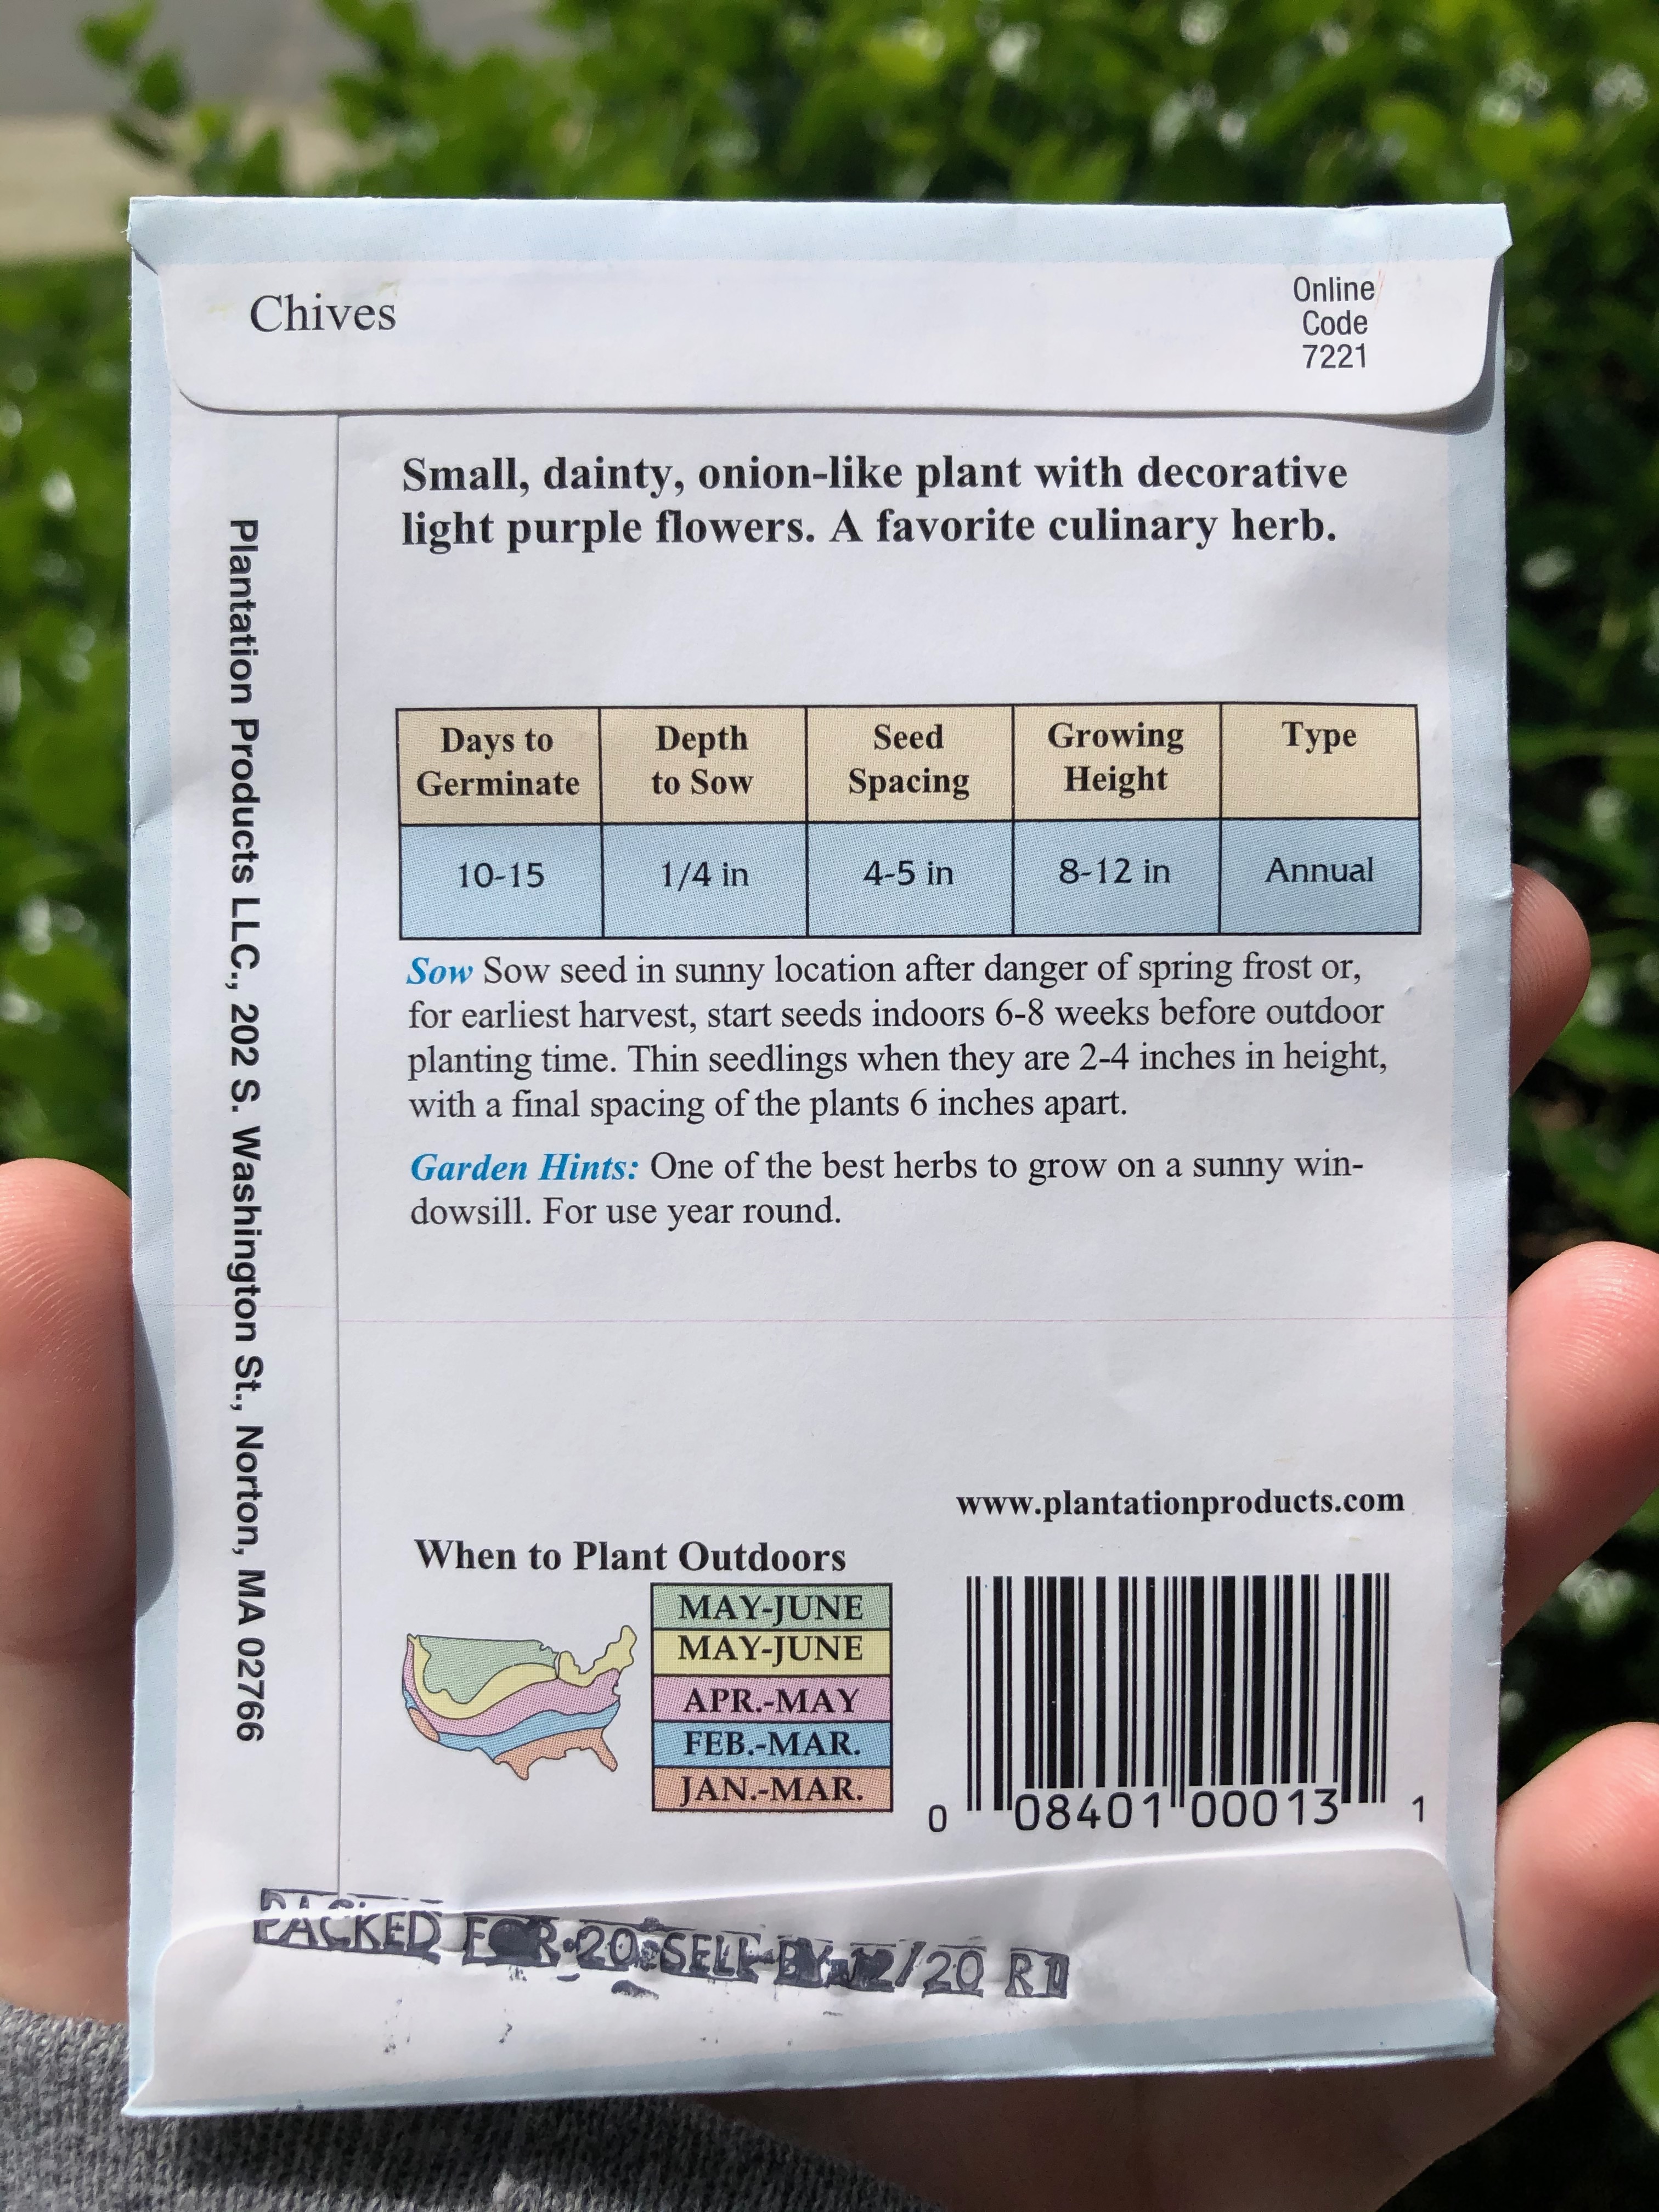 Chives
Online
Code
7221
Small, dainty, onion-like plant with decorative
light purple flowers. A favorite culinary herb.
Plantation Products LLC., 202 S. Washington St., Norton, MA 02766
Days to
Germinate
Depth
to Sow
Seed
Spacing
Growing
Height
Type
10-15
1/4 in
4-5 in
8-12 in
Annual
Sow Sow seed in sunny location after danger of spring frost or,
for earliest harvest, start seeds indoors 6-8 weeks before outdoor
planting time. Thin seedlings when they are 2-4 inches in height,
with a final spacing of the plants 6 inches apart.
Garden Hints: One of the best herbs to grow on a sunny win-
dowsill. For use year round.
www.plantationproducts.com
When to Plant Outdoors
MAY-JUNE
MAY-JUNE
APR.-MAY
FEB.-MAR.
JAN.-MAR.
0 08401 00013 1
PACKED FOR 20 SELL BY 12/20